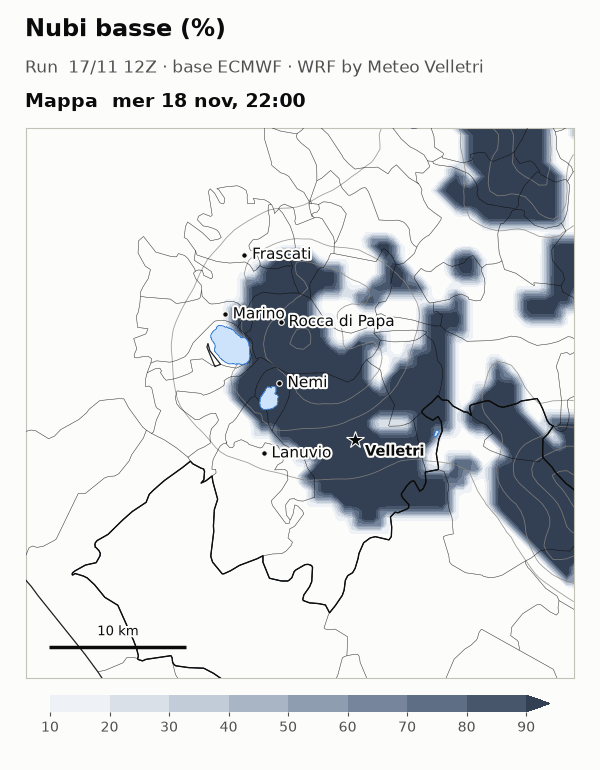 Nubi basse (%)
Run 17/11 12Z · base ECMWF · WRF by Meteo Velletri
Mappa mer 18 nov, 22:00
Frascati
Marino
Rocca di Papa
Nemi
Velletri
Lanuvio
10 km
10 20 30 40 50 60 70 80 90